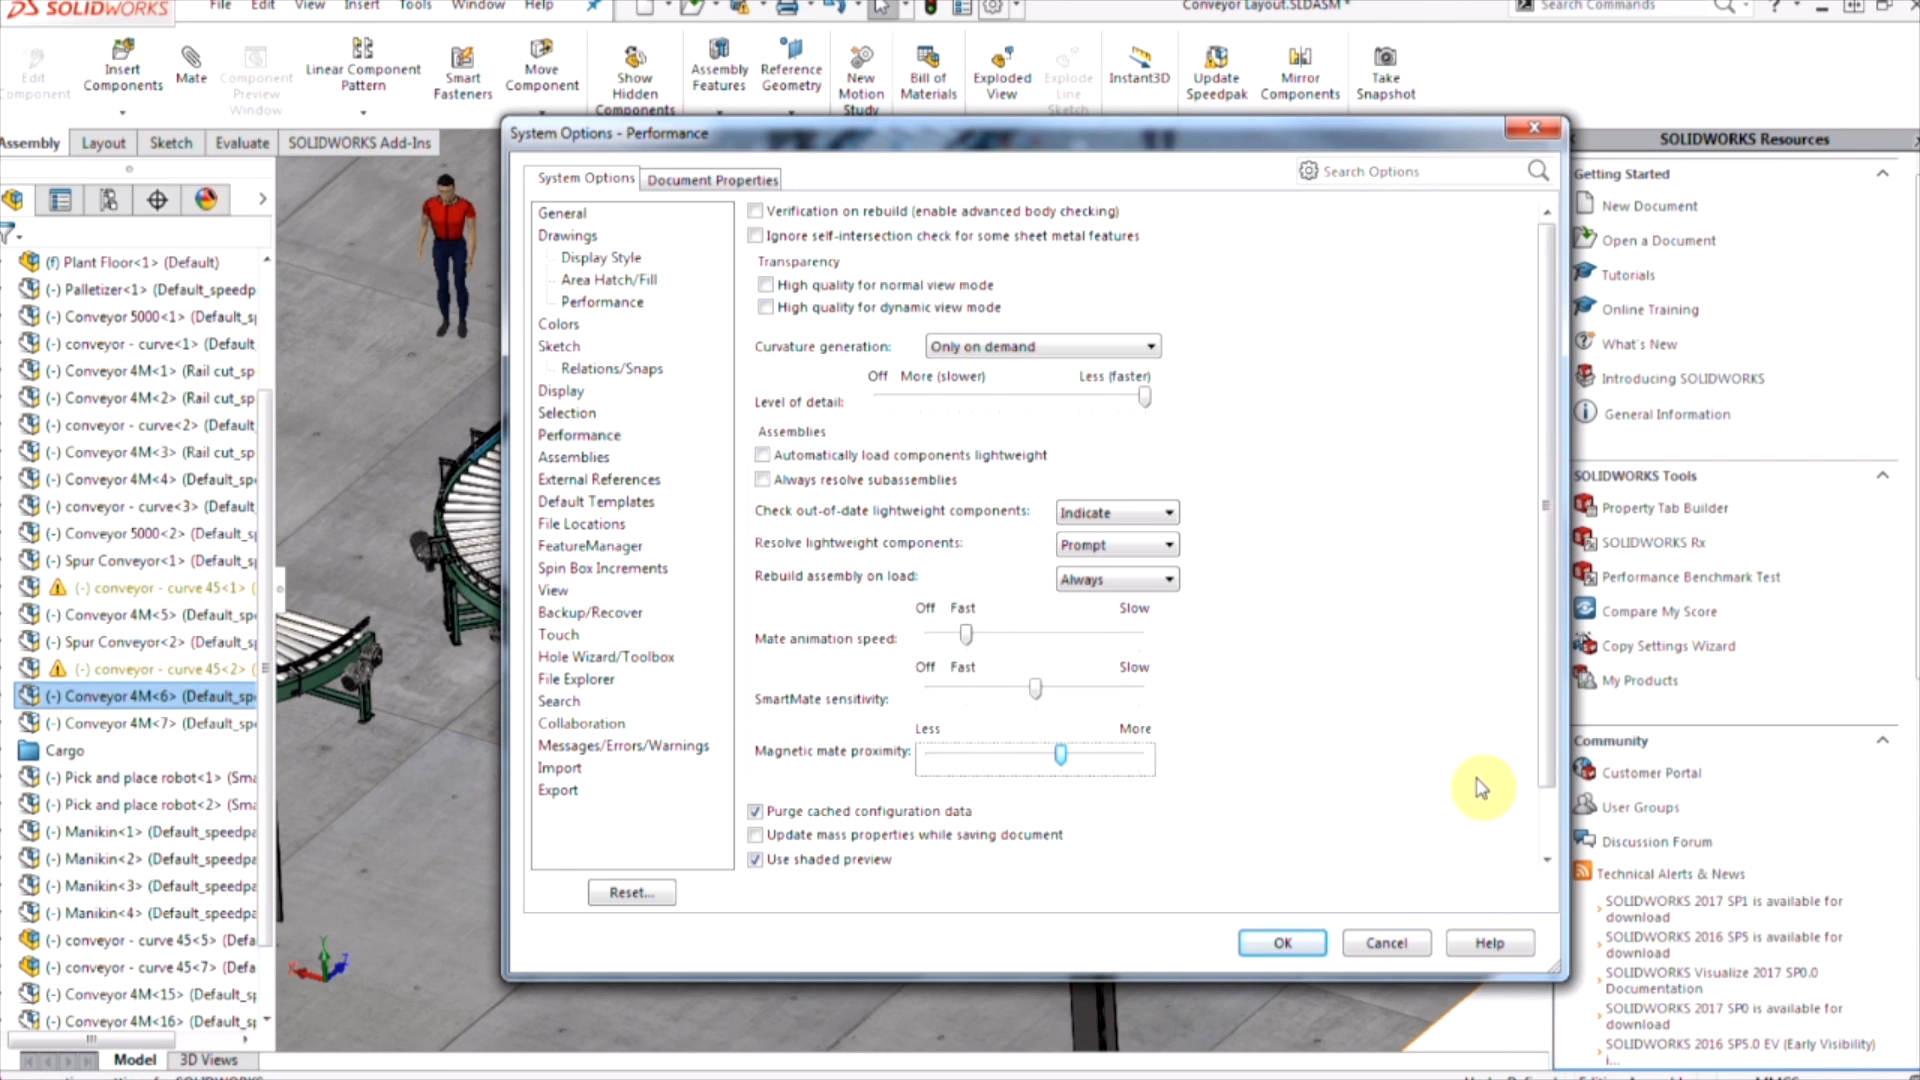 SOLIDWORKS
File Edit View Insert Tools Window Help
Conveyor Layout.SLDASM *
Search Commands
Edit Component
Insert Components
Mate
Component Preview Window
Linear Component Pattern
Smart Fasteners
Move Component
Show Hidden Components
Assembly Features
Reference Geometry
New Motion Study
Bill of Materials
Exploded View
Explode Line Sketch
Instant3D
Update Speedpak
Mirror Components
Take Snapshot
Assembly Layout Sketch Evaluate SOLIDWORKS Add-Ins
(f) Plant Floor<1> (Default)
(-) Palletizer<1> (Default_speedp
(-) Conveyor 5000<1> (Default_s
(-) conveyor - curve<1> (Default
(-) Conveyor 4M<1> (Rail cut_sp
(-) Conveyor 4M<2> (Rail cut_sp
(-) conveyor - curve<2> (Default
(-) Conveyor 4M<3> (Rail cut_sp
(-) Conveyor 4M<4> (Default_spe
(-) conveyor - curve<3> (Default
(-) Conveyor 5000<2> (Default_s
(-) Spur Conveyor<1> (Default_s
(-) conveyor - curve 45<1> (
(-) Conveyor 4M<5> (Default_spe
(-) Spur Conveyor<2> (Default_s
(-) conveyor - curve 45<2> (
(-) Conveyor 4M<6> (Default_spe
(-) Conveyor 4M<7> (Default_spe
Cargo
(-) Pick and place robot<1> (Sma
(-) Pick and place robot<2> (Sma
(-) Manikin<1> (Default_speedpa
(-) Manikin<2> (Default_speedpa
(-) Manikin<3> (Default_speedpa
(-) Manikin<4> (Default_speedpa
(-) conveyor - curve 45<5> (Defa
(-) conveyor - curve 45<7> (Defa
(-) Conveyor 4M<15> (Default_s
(-) Conveyor 4M<16> (Default_s
Model 3D Views
System Options - Performance
System Options Document Properties
Search Options
General
Drawings
Display Style
Area Hatch/Fill
Performance
Colors
Sketch
Relations/Snaps
Display
Selection
Performance
Assemblies
External References
Default Templates
File Locations
FeatureManager
Spin Box Increments
View
Backup/Recover
Touch
Hole Wizard/Toolbox
File Explorer
Search
Collaboration
Messages/Errors/Warnings
Import
Export
Reset...
Verification on rebuild (enable advanced body checking)
Ignore self-intersection check for some sheet metal features
Transparency
High quality for normal view mode
High quality for dynamic view mode
Curvature generation: Only on demand
Off More (slower) Less (faster)
Level of detail:
Assemblies
Automatically load components lightweight
Always resolve subassemblies
Check out-of-date lightweight components: Indicate
Resolve lightweight components: Prompt
Rebuild assembly on load: Always
Off Fast Slow
Mate animation speed:
Off Fast Slow
SmartMate sensitivity:
Less More
Magnetic mate proximity:
Purge cached configuration data
Update mass properties while saving document
Use shaded preview
OK Cancel Help
SOLIDWORKS Resources
Getting Started
New Document
Open a Document
Tutorials
Online Training
What's New
Introducing SOLIDWORKS
General Information
SOLIDWORKS Tools
Property Tab Builder
SOLIDWORKS Rx
Performance Benchmark Test
Compare My Score
Copy Settings Wizard
My Products
Community
Customer Portal
User Groups
Discussion Forum
Technical Alerts & News
SOLIDWORKS 2017 SP1 is available for
download
SOLIDWORKS 2016 SP5 is available for
download
SOLIDWORKS Visualize 2017 SP0.0
Documentation
SOLIDWORKS 2017 SP0 is available for
download
SOLIDWORKS 2016 SP5.0 EV (Early Visibility)
i...